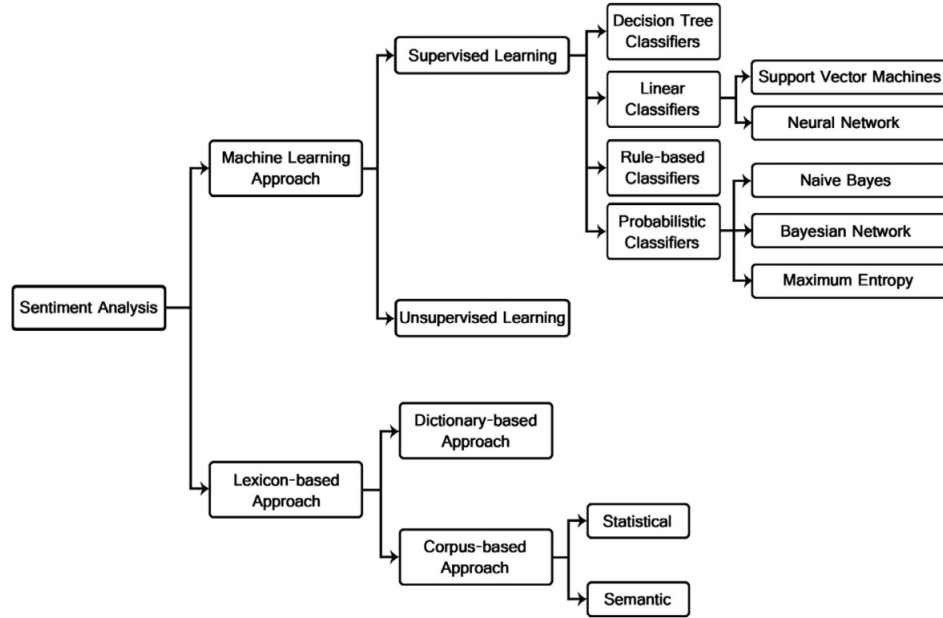 Decision Tree
Classifiers
Supervised Learning
Linear
Classifiers
Support Vector Machines
Neural Network
Machine Learning
Approach
Rule-based
Classifiers
Naive Bayes
Probabilistic
Classifiers
Bayesian Network
Maximum Entropy
Sentiment Analysis
Unsupervised Learning
Dictionary-based
Approach
Lexicon-based
Approach
Statistical
Corpus-based
Approach
Semantic